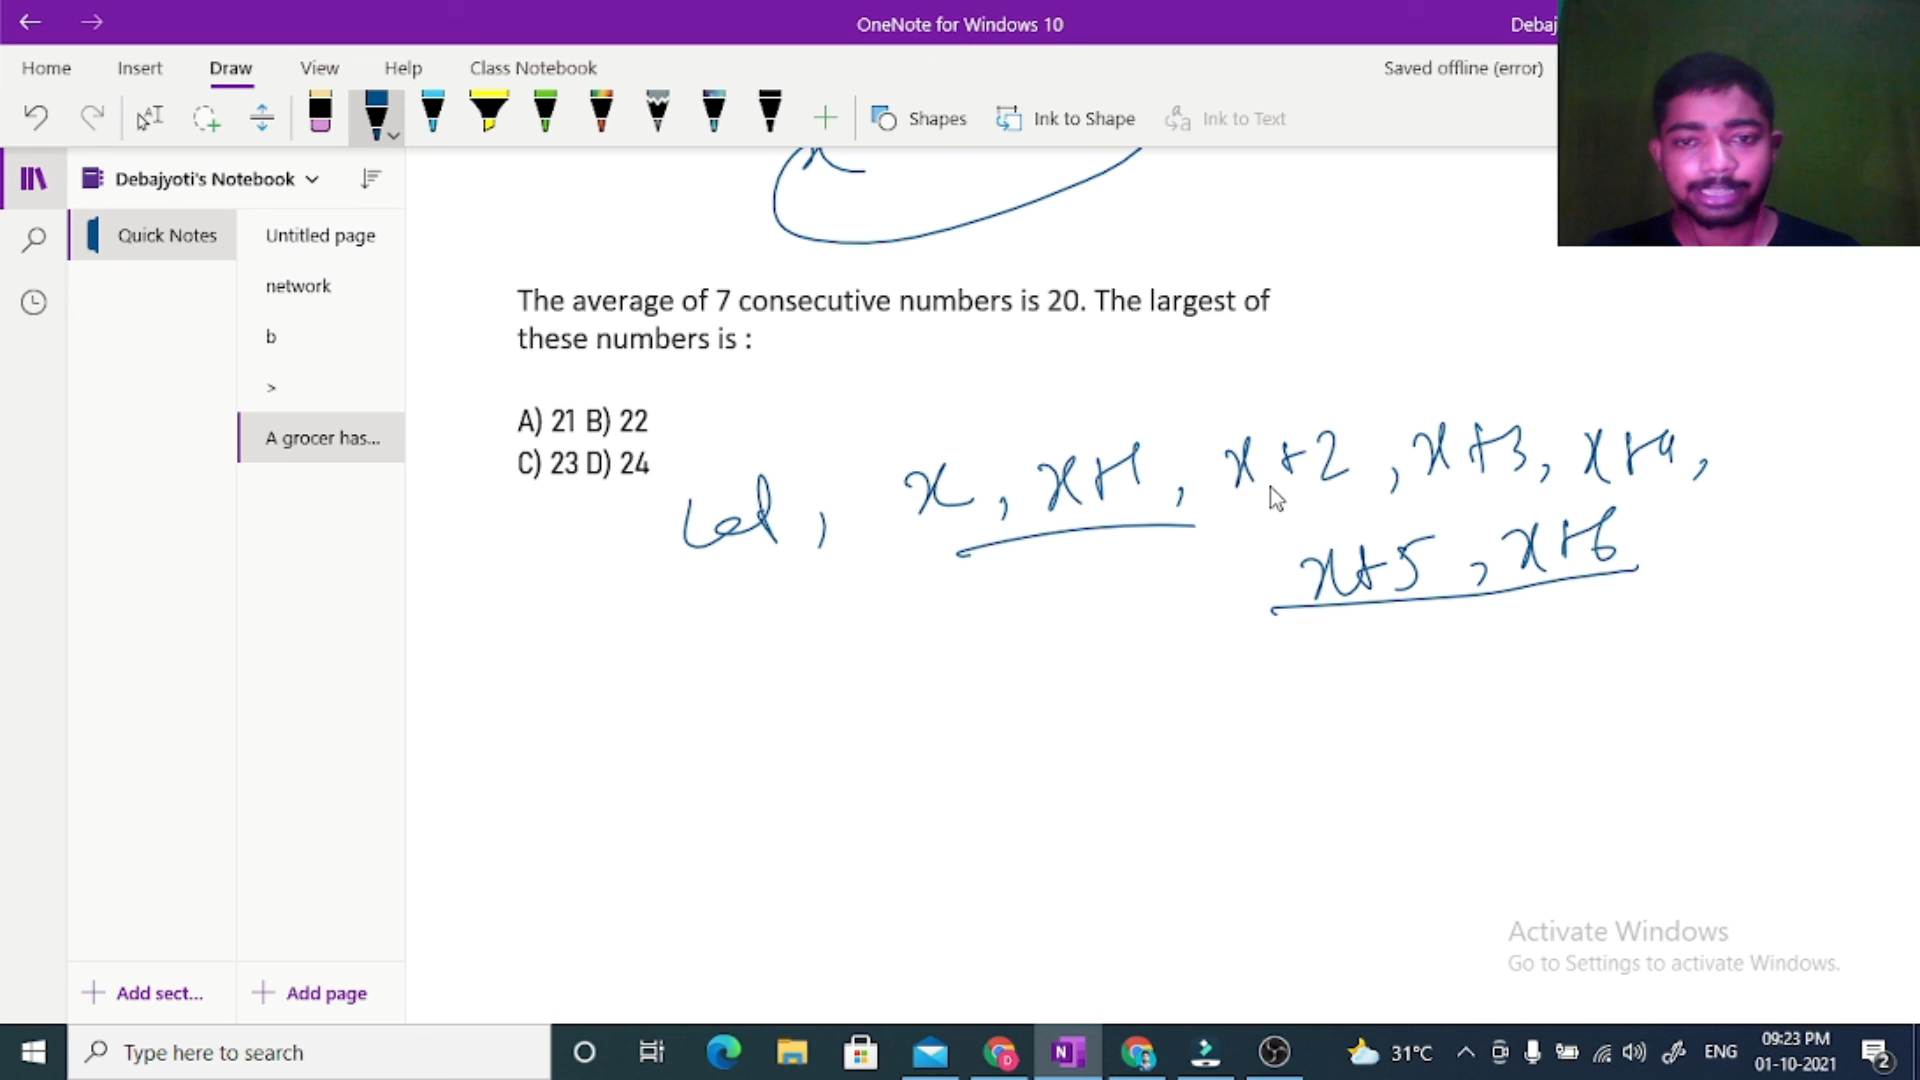 OneNote for Windows 10
Debaj
Home Insert Draw View Help Class Notebook
Saved offline (error)
Shapes Ink to Shape Ink to Text
Debajyoti's Notebook
Quick Notes
Untitled page
network
b
>
A grocer has...
The average of 7 consecutive numbers is 20. The largest of
these numbers is :
A) 21 B) 22
C) 23 D) 24
Let, x, x+1, x+2, x+3, x+4,
x+5, x+6
Activate Windows
Go to Settings to activate Windows.
Add sect...
Add page
Type here to search
31°C
ENG
09:23 PM
01-10-2021
2